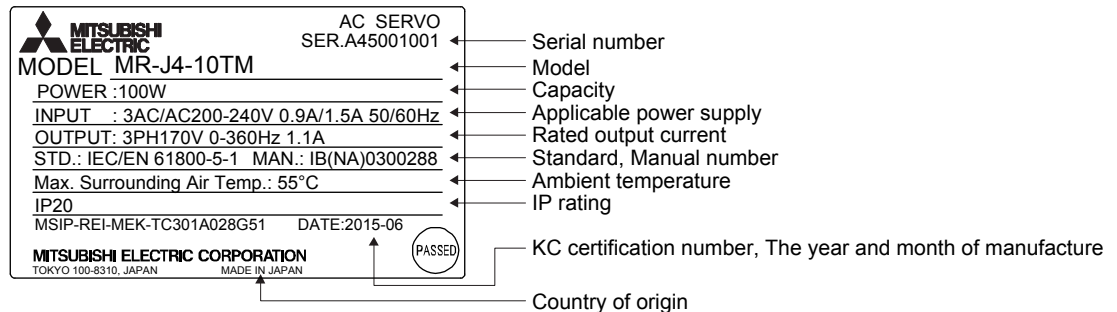 MITSUBISHI
ELECTRIC
AC SERVO
SER.A45001001
Serial number
MODEL MR-J4-10TM
Model
POWER :100W
Capacity
INPUT : 3AC/AC200-240V 0.9A/1.5A 50/60Hz
Applicable power supply
OUTPUT: 3PH170V 0-360Hz 1.1A
Rated output current
STD.: IEC/EN 61800-5-1 MAN.: IB(NA)0300288
Standard, Manual number
Max. Surrounding Air Temp.: 55°C
Ambient temperature
IP20
IP rating
MSIP-REI-MEK-TC301A028G51 DATE:2015-06
KC certification number, The year and month of manufacture
PASSED
MITSUBISHI ELECTRIC CORPORATION
TOKYO 100-8310, JAPAN MADE IN JAPAN
Country of origin